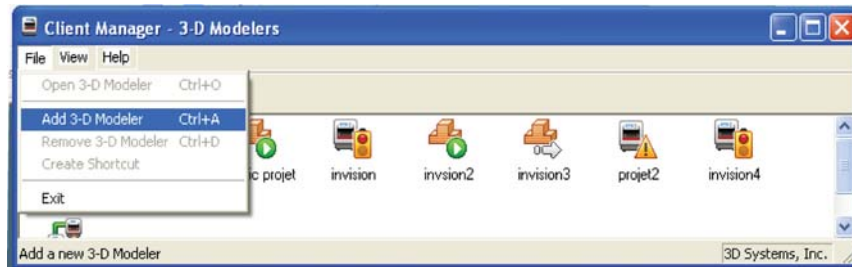 Client Manager - 3-D Modelers
File View Help
Open 3-D Modeler Ctrl+O
Add 3-D Modeler Ctrl+A
Remove 3-D Modeler Ctrl+D
Create Shortcut
Exit
ic projet invision invsion2 invision3 projet2 invision4
Add a new 3-D Modeler 3D Systems, Inc.